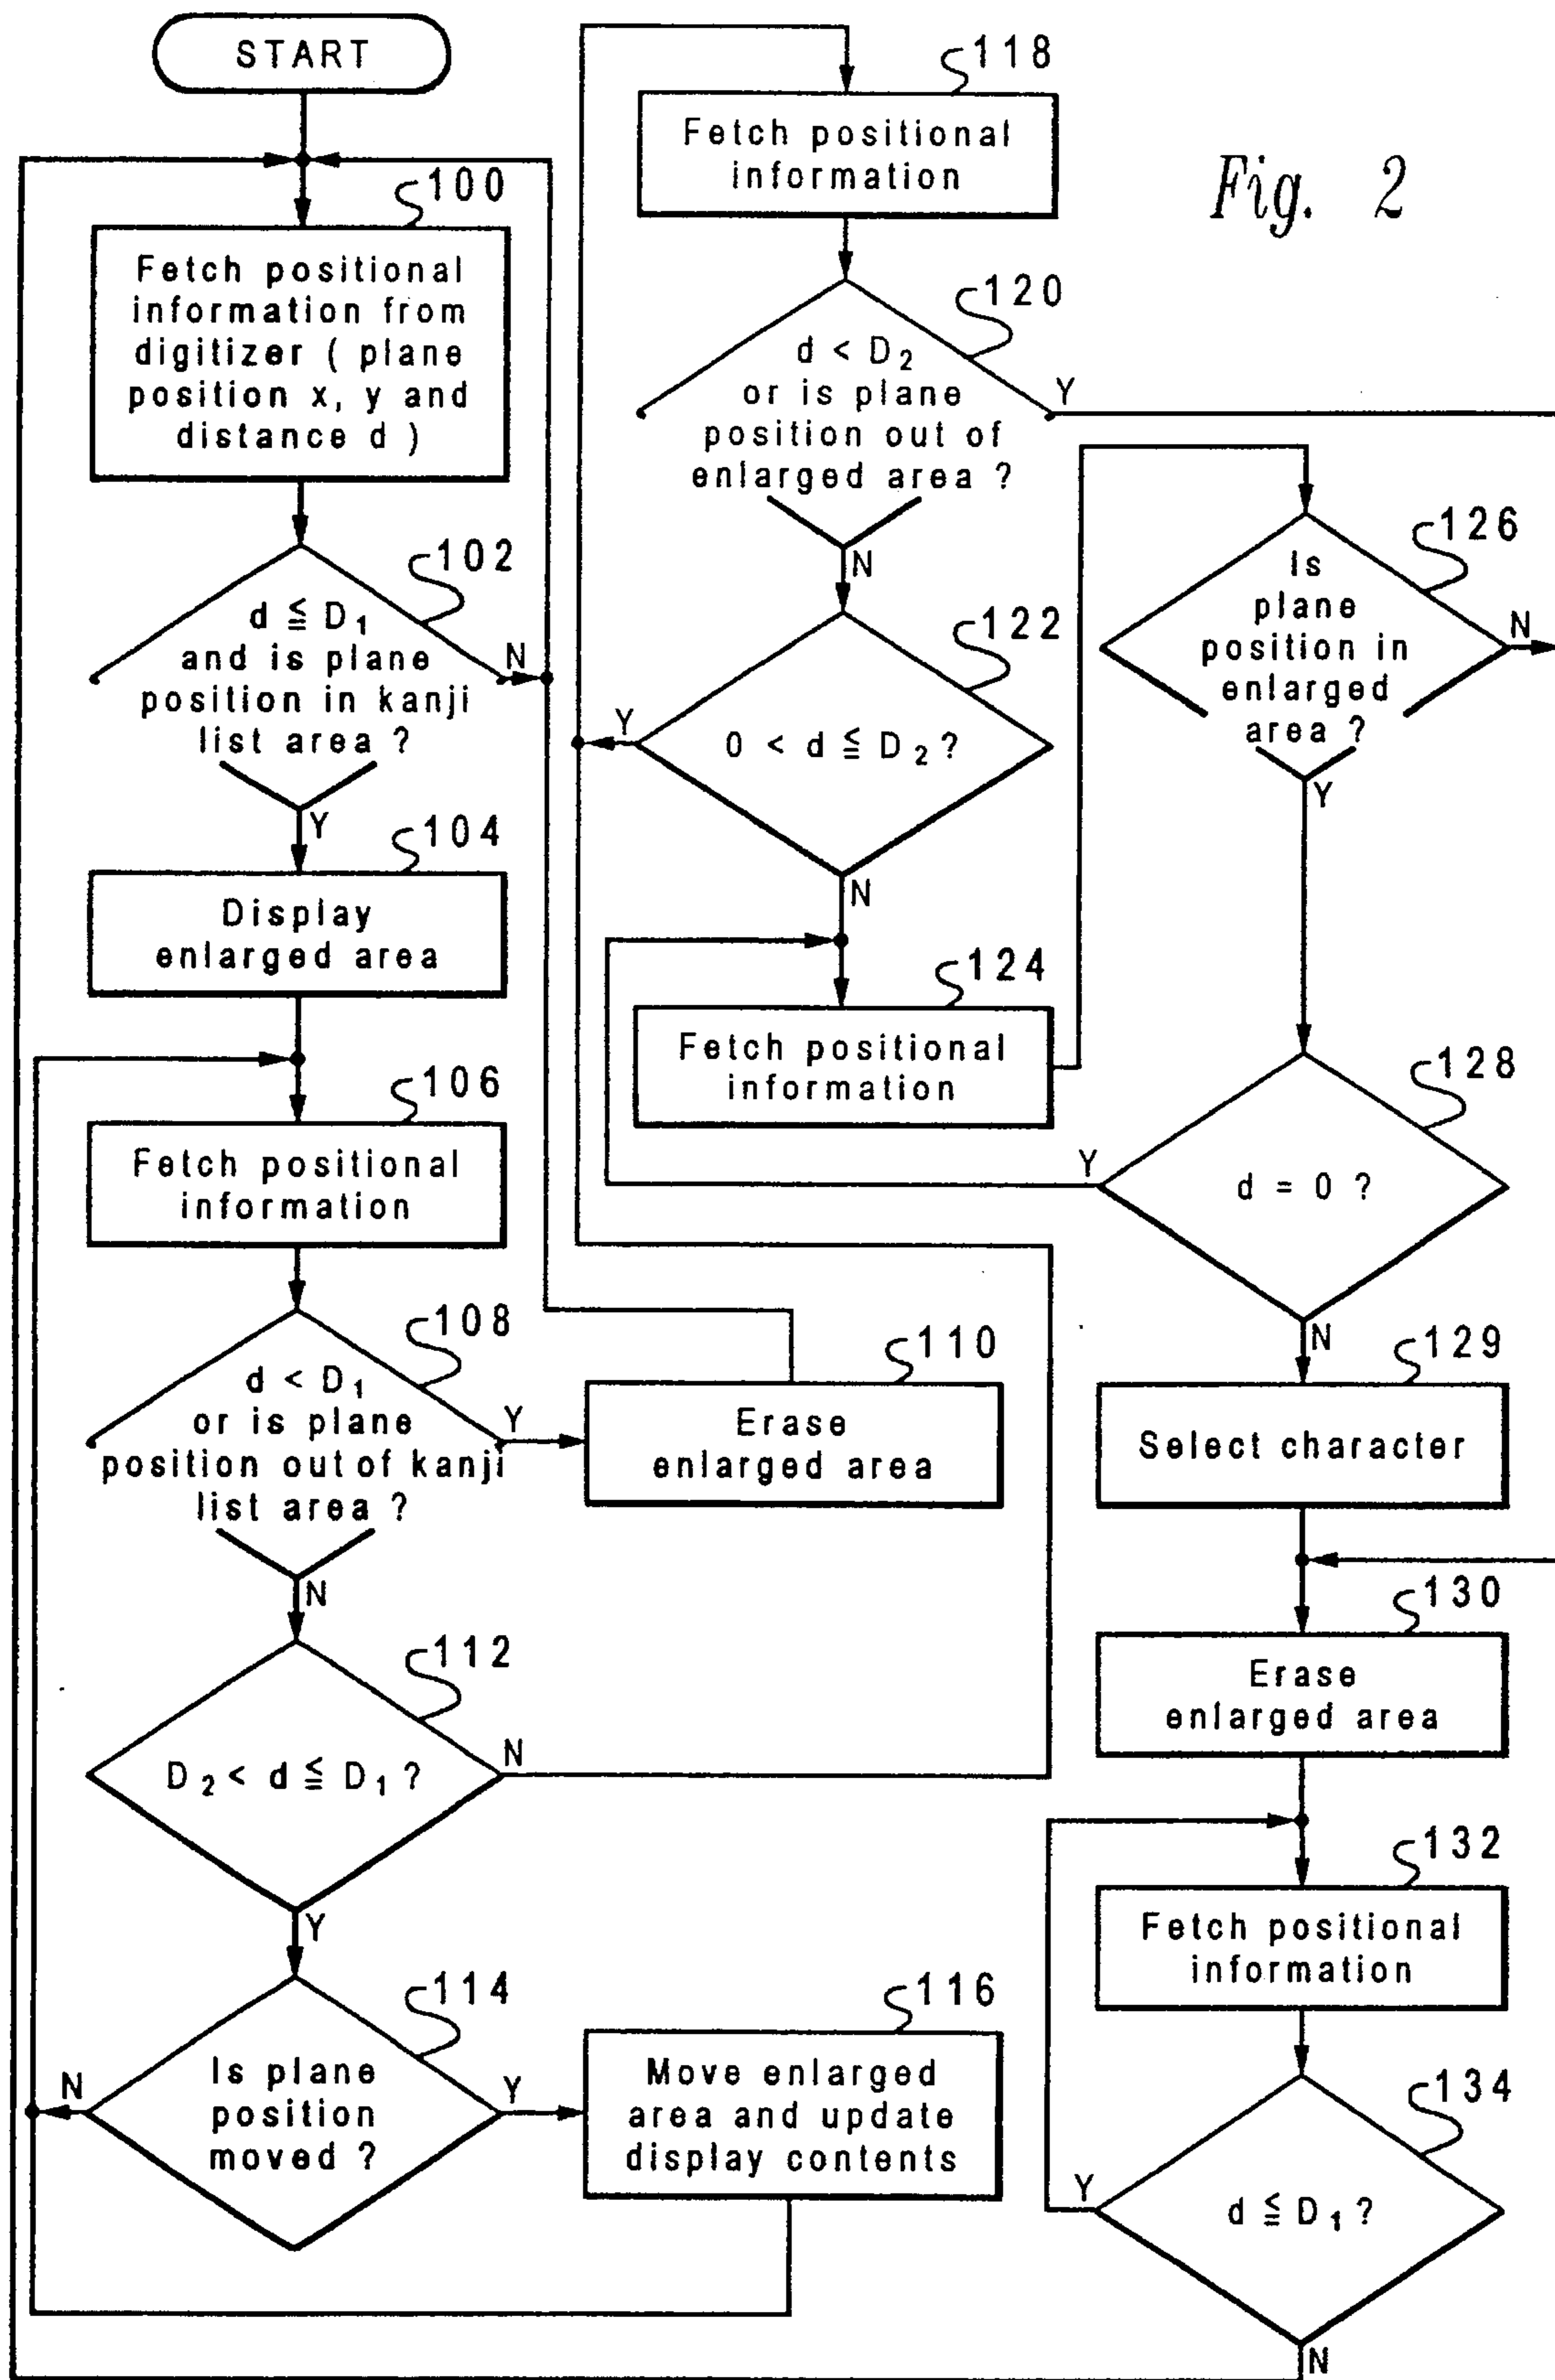 START
100
Fetch positional
information from
digitizer ( plane
position x, y and
distance d )
102
d ≦ D1
and is plane
position in kanji
list area ?
N
Y
104
Display
enlarged area
106
Fetch positional
information
108
d < D1
or is plane
position out of kanji
list area ?
Y
N
110
Erase
enlarged area
112
D2 < d ≦ D1 ?
N
Y
114
Is plane
position
moved ?
N
Y
116
Move enlarged
area and update
display contents
118
Fetch positional
information
Fig. 2
120
d < D2
or is plane
position out of
enlarged area ?
Y
N
122
0 < d ≦ D2 ?
Y
N
124
Fetch positional
information
126
Is
plane
position in
enlarged
area ?
N
Y
128
d = 0 ?
Y
N
129
Select character
130
Erase
enlarged area
132
Fetch positional
information
134
d ≦ D1 ?
Y
N